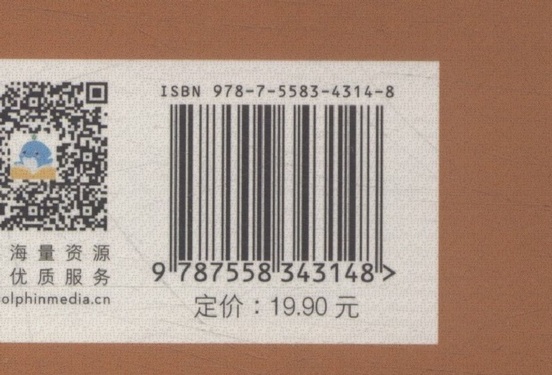 ISBN 978-7-5583-4314-8
9 787558 343148 >
定价：19.90 元
海量资源
优质服务
olphinmedia.cn